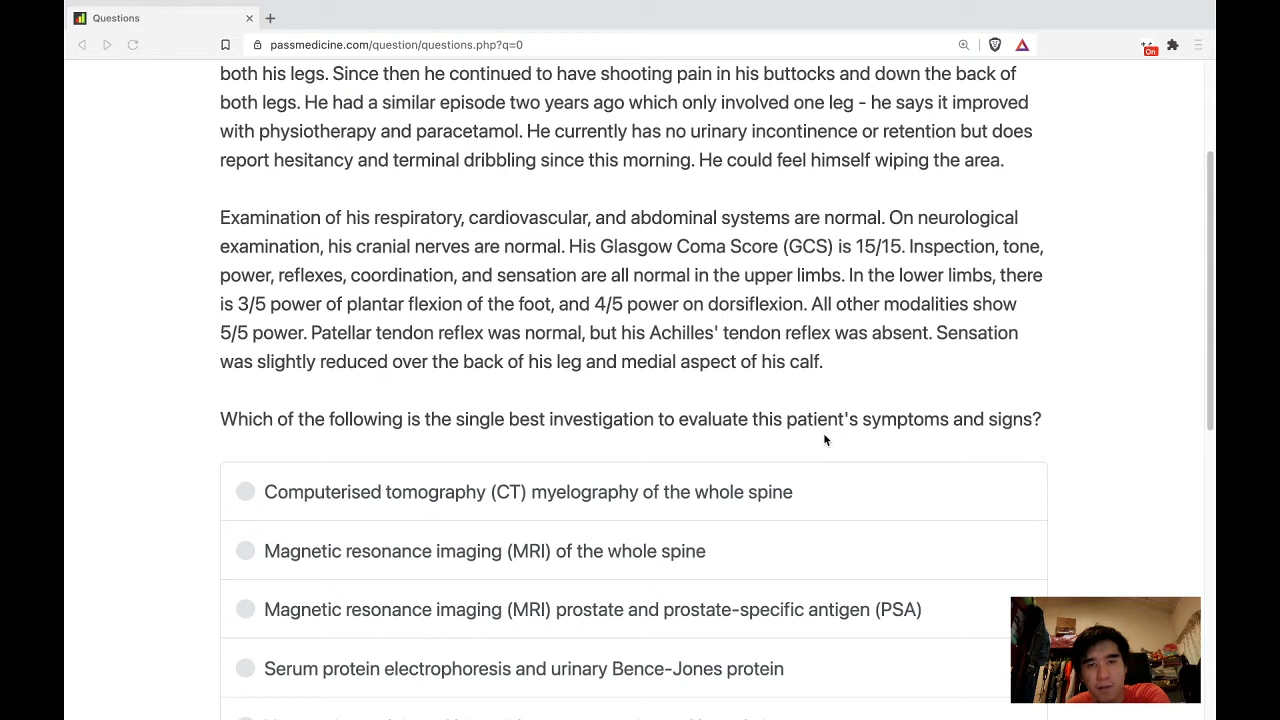 Questions
passmedicine.com/question/questions.php?q=0
On
both his legs. Since then he continued to have shooting pain in his buttocks and down the back of
both legs. He had a similar episode two years ago which only involved one leg - he says it improved
with physiotherapy and paracetamol. He currently has no urinary incontinence or retention but does
report hesitancy and terminal dribbling since this morning. He could feel himself wiping the area.
Examination of his respiratory, cardiovascular, and abdominal systems are normal. On neurological
examination, his cranial nerves are normal. His Glasgow Coma Score (GCS) is 15/15. Inspection, tone,
power, reflexes, coordination, and sensation are all normal in the upper limbs. In the lower limbs, there
is 3/5 power of plantar flexion of the foot, and 4/5 power on dorsiflexion. All other modalities show
5/5 power. Patellar tendon reflex was normal, but his Achilles' tendon reflex was absent. Sensation
was slightly reduced over the back of his leg and medial aspect of his calf.
Which of the following is the single best investigation to evaluate this patient's symptoms and signs?
Computerised tomography (CT) myelography of the whole spine
Magnetic resonance imaging (MRI) of the whole spine
Magnetic resonance imaging (MRI) prostate and prostate-specific antigen (PSA)
Serum protein electrophoresis and urinary Bence-Jones protein